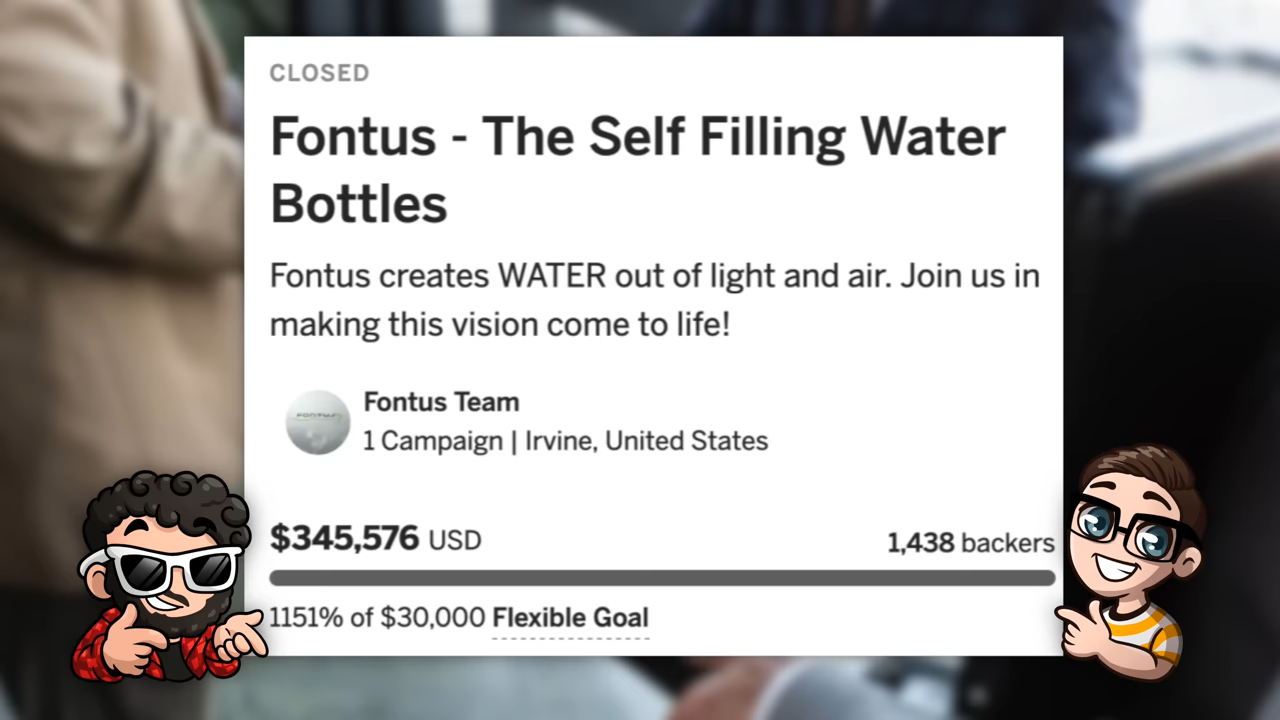 CLOSED
Fontus - The Self Filling Water
Bottles
Fontus creates WATER out of light and air. Join us in
making this vision come to life!
FONTUS
Fontus Team
1 Campaign | Irvine, United States
$345,576 USD
1,438 backers
1151% of $30,000 Flexible Goal